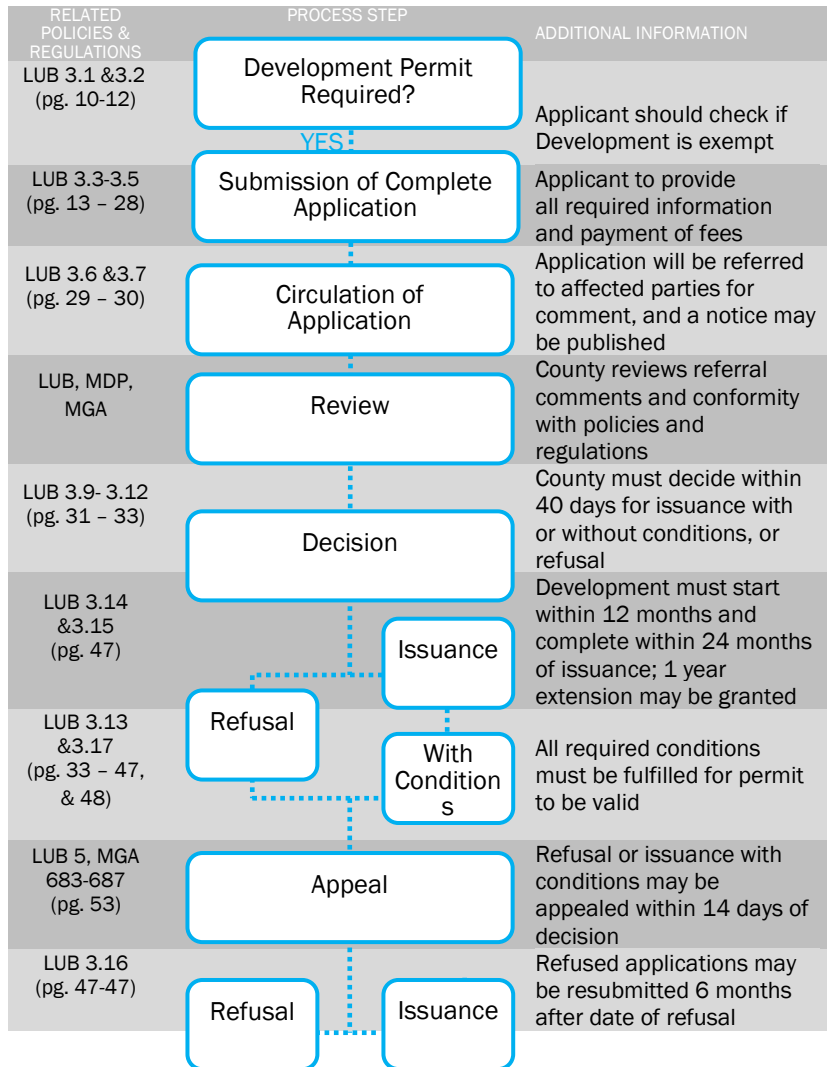 RELATED
POLICIES &
REGULATIONS
PROCESS STEP
ADDITIONAL INFORMATION
LUB 3.1 &3.2
(pg. 10-12)
Development Permit
Required?
Applicant should check if
Development is exempt
YES
LUB 3.3-3.5
(pg. 13 – 28)
Submission of Complete
Application
Applicant to provide
all required information
and payment of fees
LUB 3.6 &3.7
(pg. 29 – 30)
Circulation of
Application
Application will be referred
to affected parties for
comment, and a notice may
be published
LUB, MDP,
MGA
Review
County reviews referral
comments and conformity
with policies and
regulations
LUB 3.9- 3.12
(pg. 31 – 33)
Decision
County must decide within
40 days for issuance with
or without conditions, or
refusal
LUB 3.14
&3.15
(pg. 47)
Issuance
Development must start
within 12 months and
complete within 24 months
of issuance; 1 year
extension may be granted
LUB 3.13
&3.17
(pg. 33 – 47,
& 48)
Refusal
With
Condition
s
All required conditions
must be fulfilled for permit
to be valid
LUB 5, MGA
683-687
(pg. 53)
Appeal
Refusal or issuance with
conditions may be
appealed within 14 days of
decision
LUB 3.16
(pg. 47-47)
Refusal
Issuance
Refused applications may
be resubmitted 6 months
after date of refusal